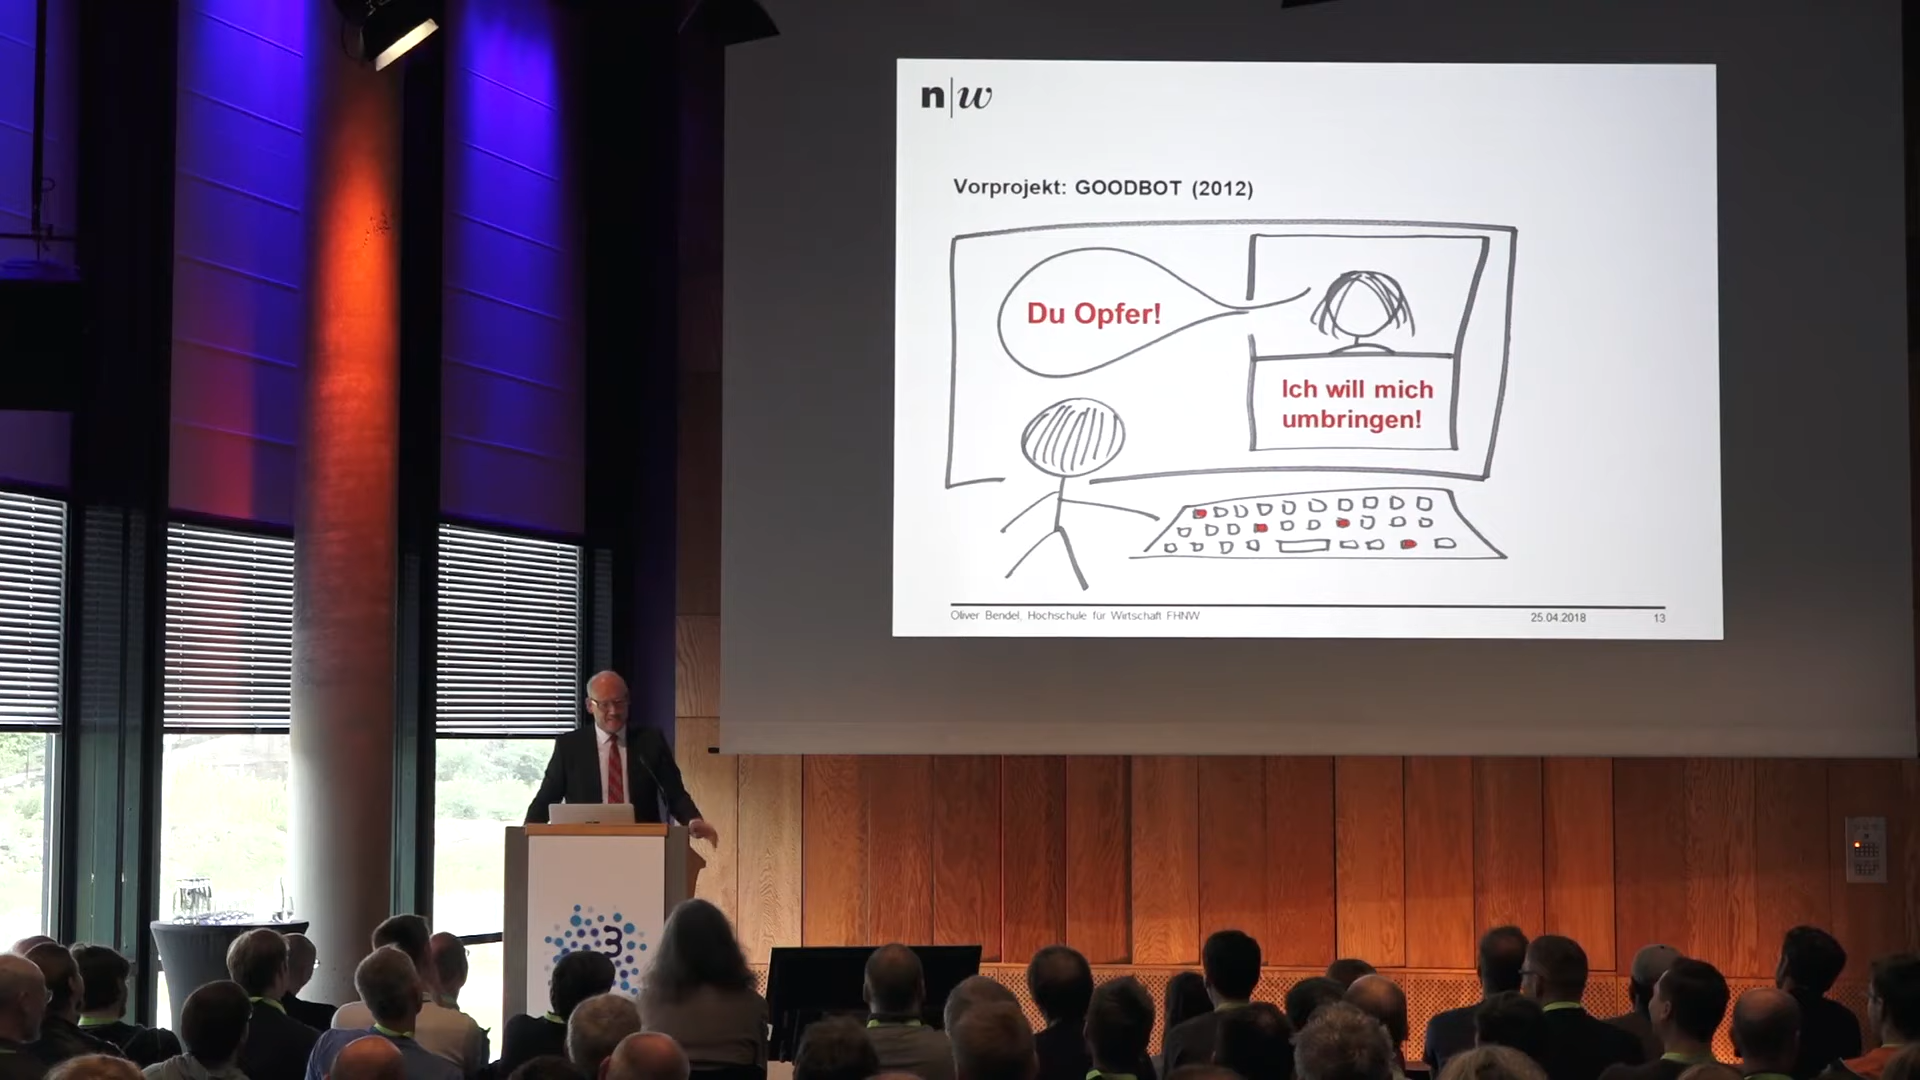 n|w
Vorprojekt: GOODBOT (2012)
Du Opfer!
Ich will mich
umbringen!
Oliver Bendel, Hochschule für Wirtschaft FHNW
25.04.2018
13
3